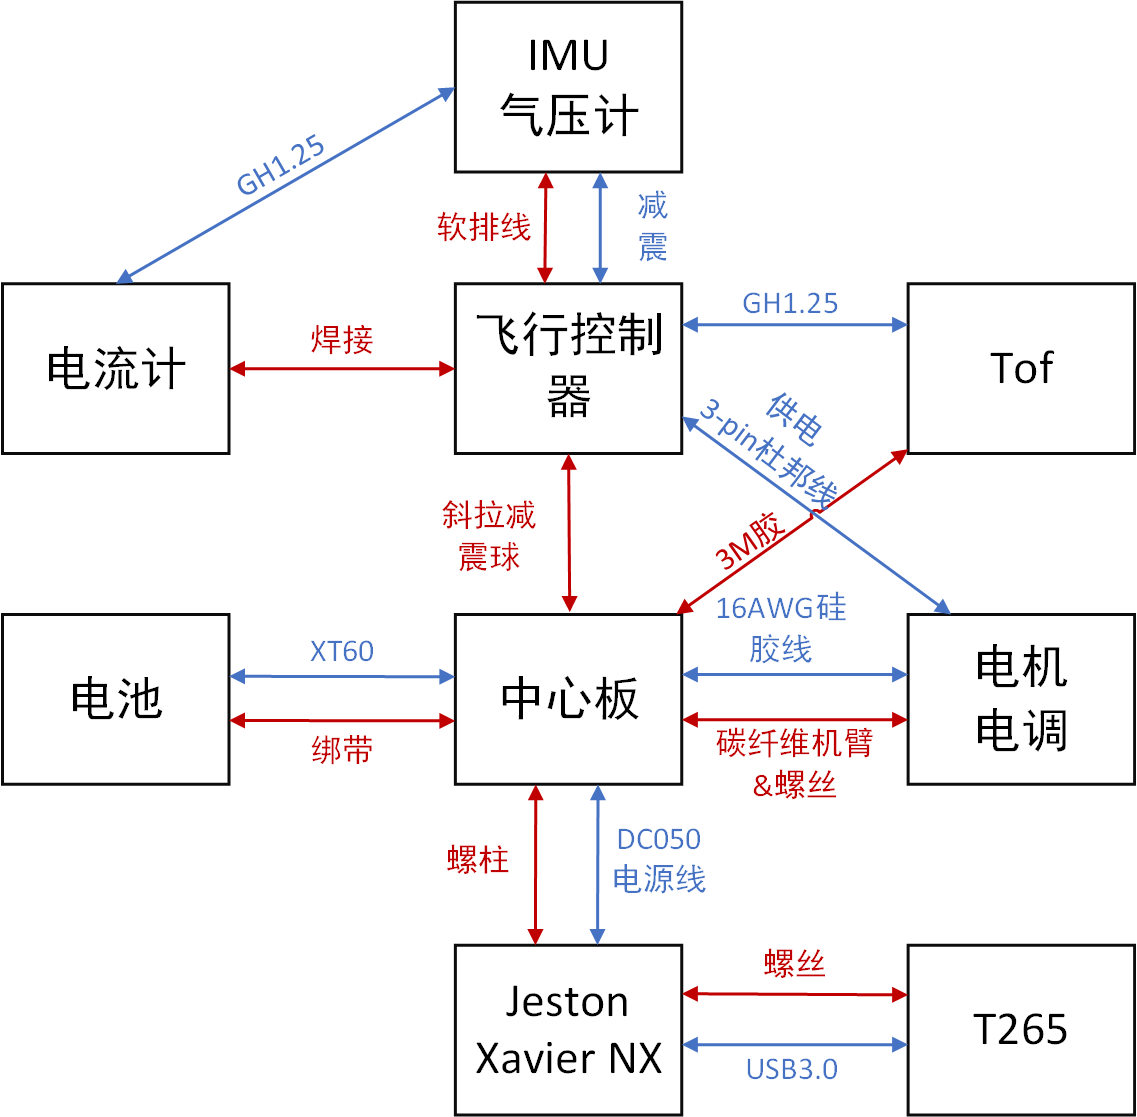 IMU
气压计
GH1.25
软排线
减
震
电流计
焊接
飞行控制
器
GH1.25
Tof
供电
3-pin杜邦线
斜拉减
震球
3M胶
电池
XT60
绑带
中心板
16AWG硅
胶线
碳纤维机臂
&螺丝
电机
电调
螺柱
DC050
电源线
Jeston
Xavier NX
螺丝
USB3.0
T265